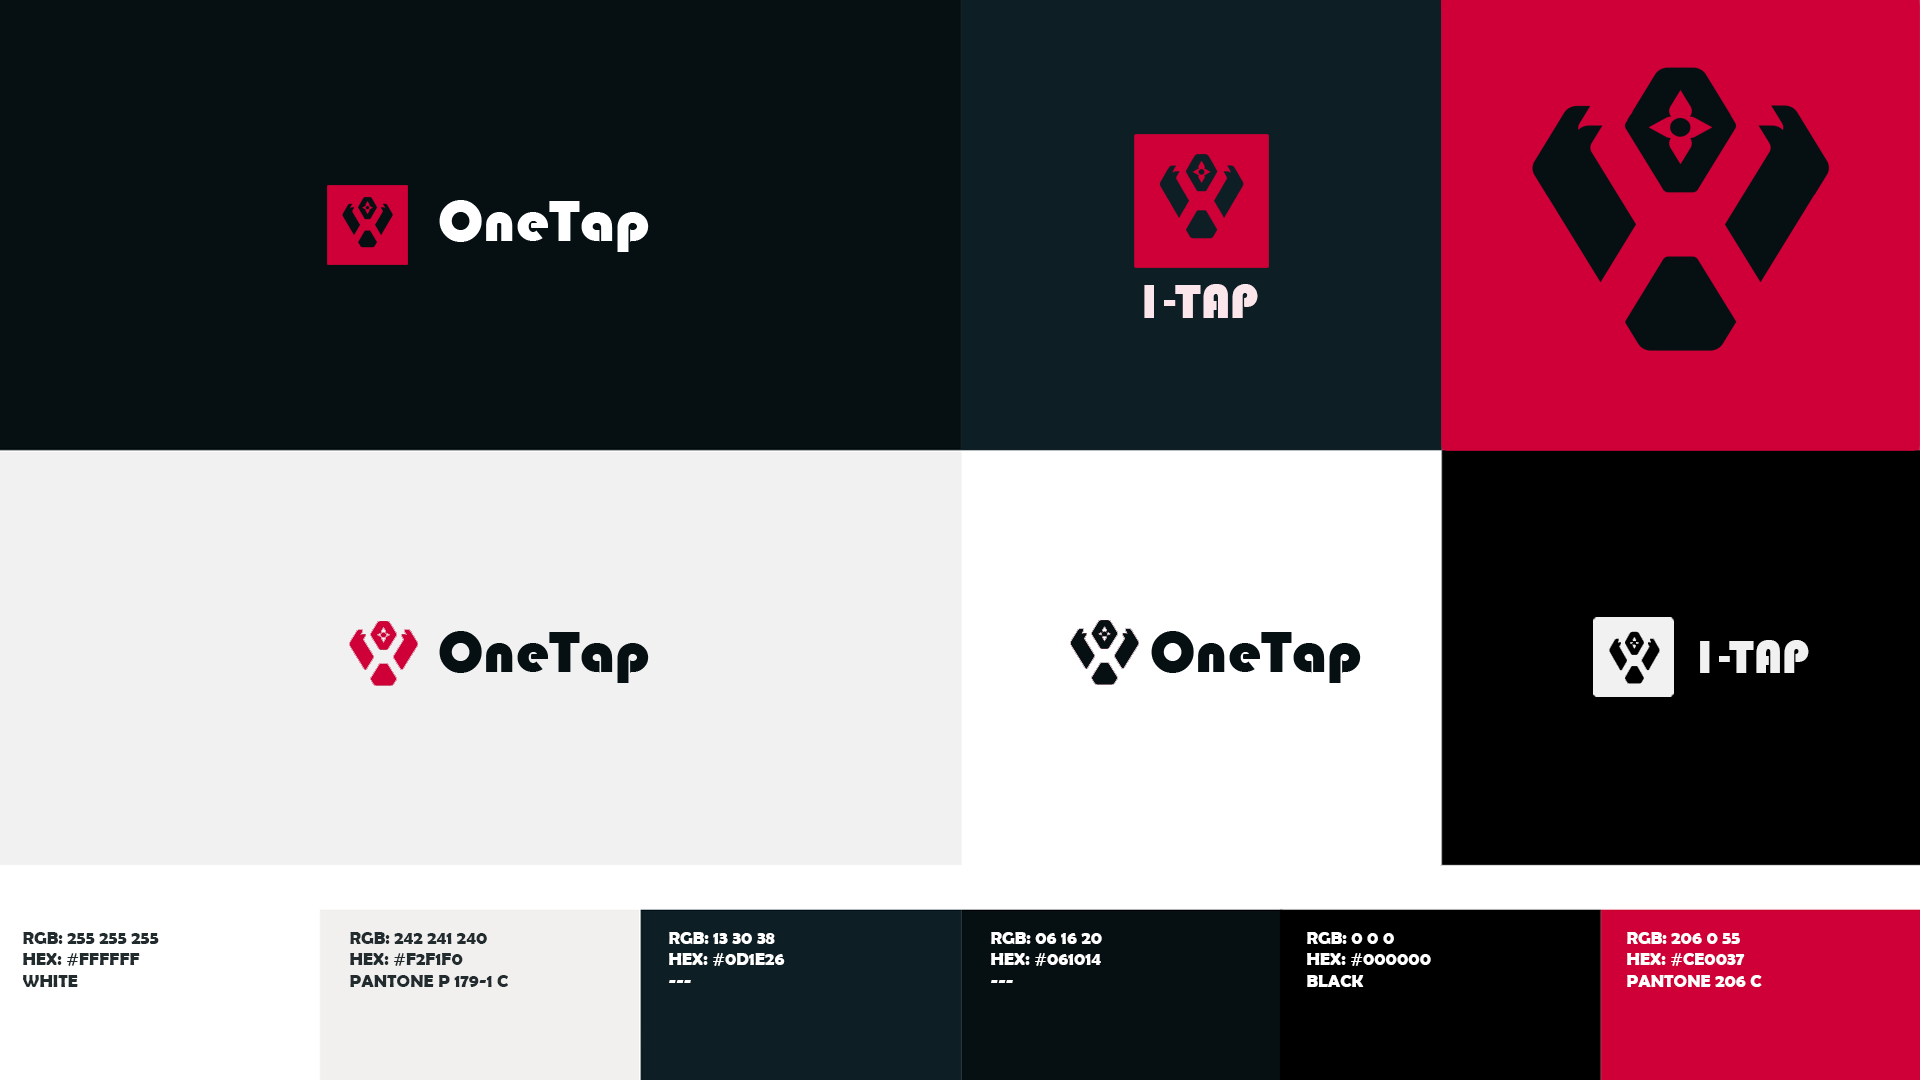 OneTap
1-TAP
OneTap
OneTap
1-TAP
RGB: 255 255 255
HEX: #FFFFFF
WHITE
RGB: 242 241 240
HEX: #F2F1F0
PANTONE P 179-1 C
RGB: 13 30 38
HEX: #0D1E26
---
RGB: 06 16 20
HEX: #061014
---
RGB: 0 0 0
HEX: #000000
BLACK
RGB: 206 0 55
HEX: #CE0037
PANTONE 206 C